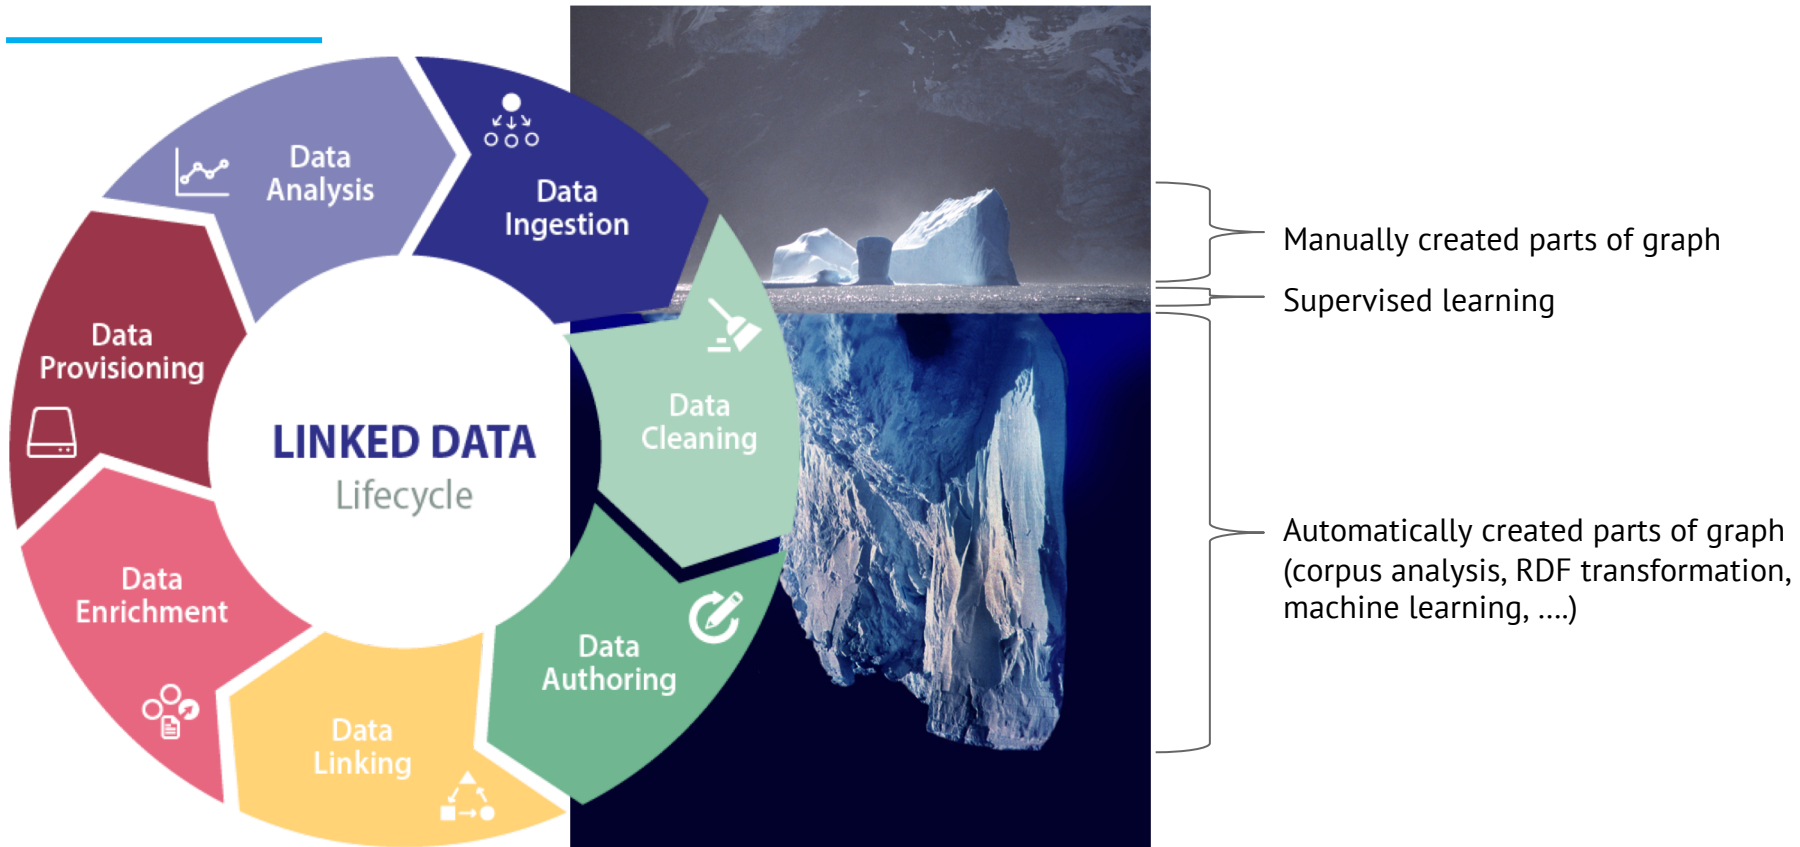 Data
Analysis
Data
Ingestion
Data
Cleaning
Data
Authoring
Data
Linking
Data
Enrichment
Data
Provisioning
LINKED DATA
Lifecycle
Manually created parts of graph
Supervised learning
Automatically created parts of graph
(corpus analysis, RDF transformation,
machine learning, ....)